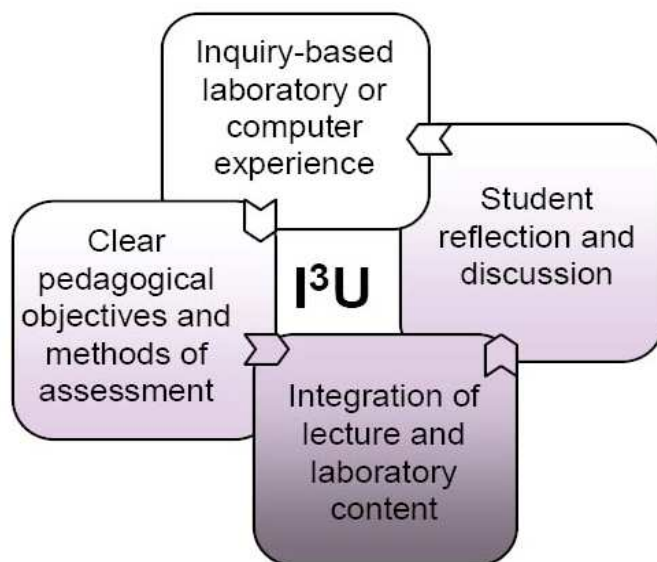 Inquiry-based
laboratory or
computer
experience
Student
reflection and
discussion
Clear
pedagogical
objectives and
methods of
assessment
I³U
Integration of
lecture and
laboratory
content